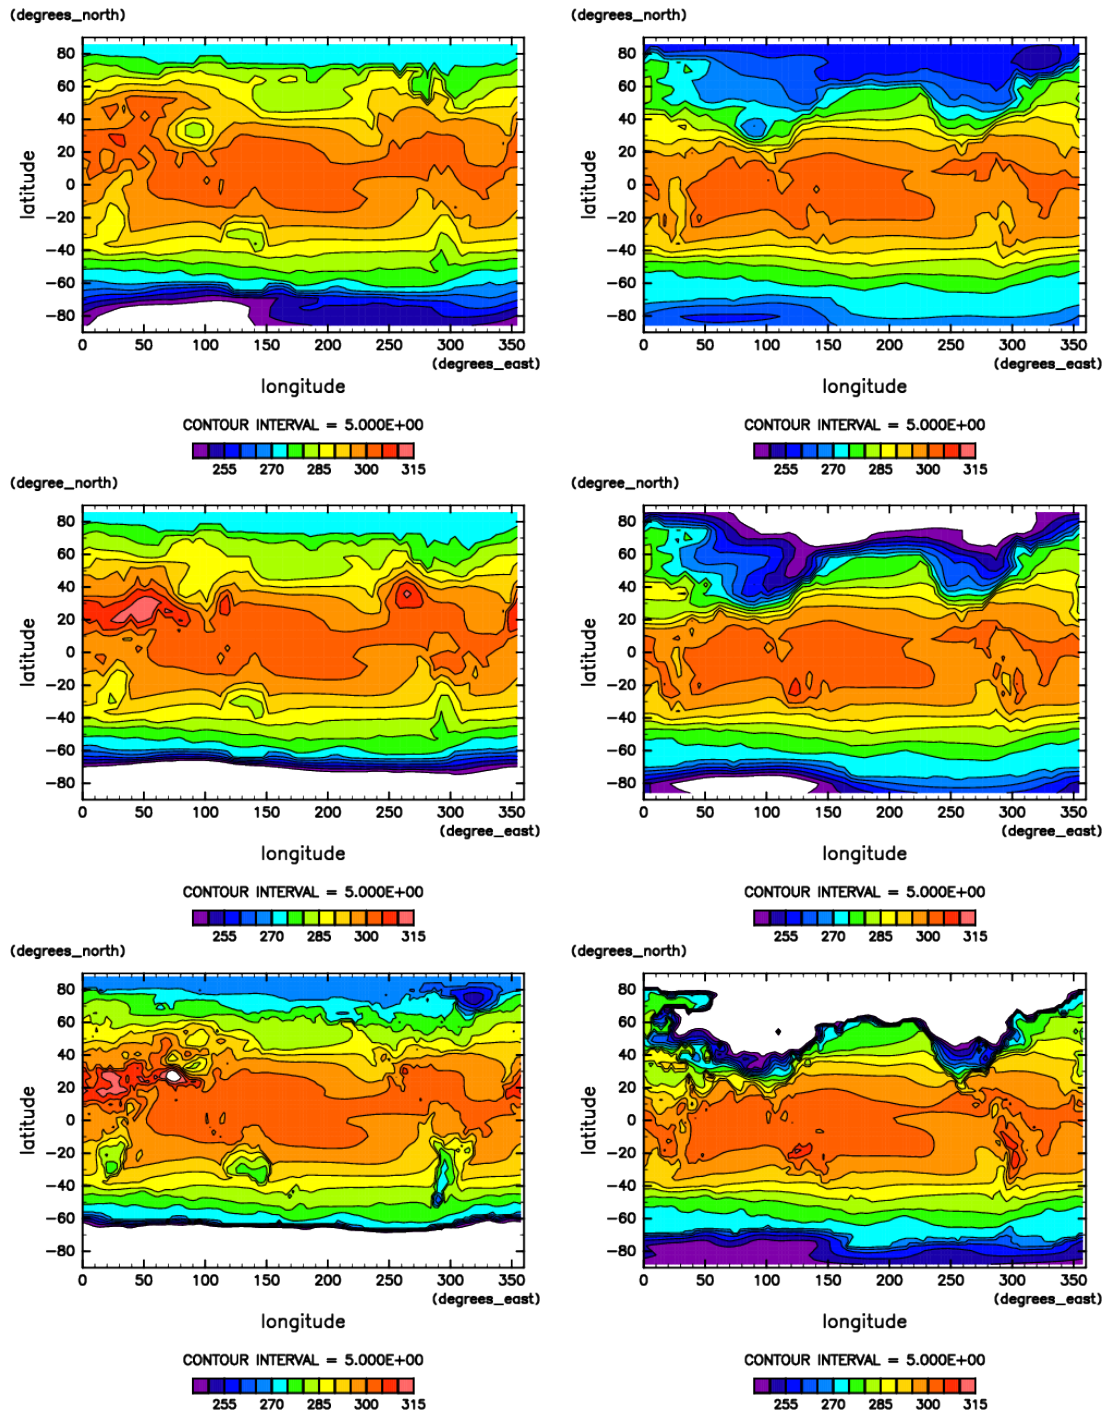 (degrees_north) (degrees_north)
80 80
60 60
40 40
20 20
latitude latitude
0 0
−20 −20
−40 −40
−60 −60
−80 −80
0 50 100 150 200 250 300 350 0 50 100 150 200 250 300 350
(degrees_east) (degrees_east)
longitude longitude
CONTOUR INTERVAL = 5.000E+00 CONTOUR INTERVAL = 5.000E+00
255 270 285 300 315 255 270 285 300 315
(degree_north) (degree_north)
80 80
60 60
40 40
20 20
latitude latitude
0 0
−20 −20
−40 −40
−60 −60
−80 −80
0 50 100 150 200 250 300 350 0 50 100 150 200 250 300 350
(degree_east) (degree_east)
longitude longitude
CONTOUR INTERVAL = 5.000E+00 CONTOUR INTERVAL = 5.000E+00
255 270 285 300 315 255 270 285 300 315
(degrees_north) (degrees_north)
80 80
60 60
40 40
20 20
latitude latitude
0 0
−20 −20
−40 −40
−60 −60
−80 −80
0 50 100 150 200 250 300 350 0 50 100 150 200 250 300 350
(degrees_east) (degrees_east)
longitude longitude
CONTOUR INTERVAL = 5.000E+00 CONTOUR INTERVAL = 5.000E+00
255 270 285 300 315 255 270 285 300 315